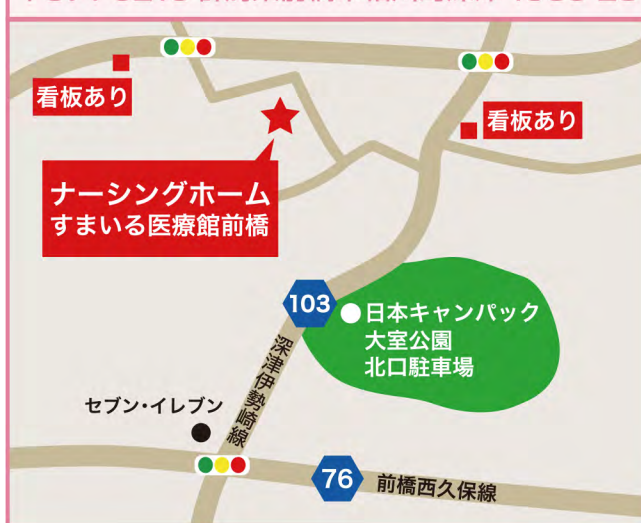 看板あり
看板あり
ナーシングホーム
すまいる医療館前橋
103
日本キャンパック
大室公園
北口駐車場
深津伊勢崎線
セブン・イレブン
76
前橋西久保線